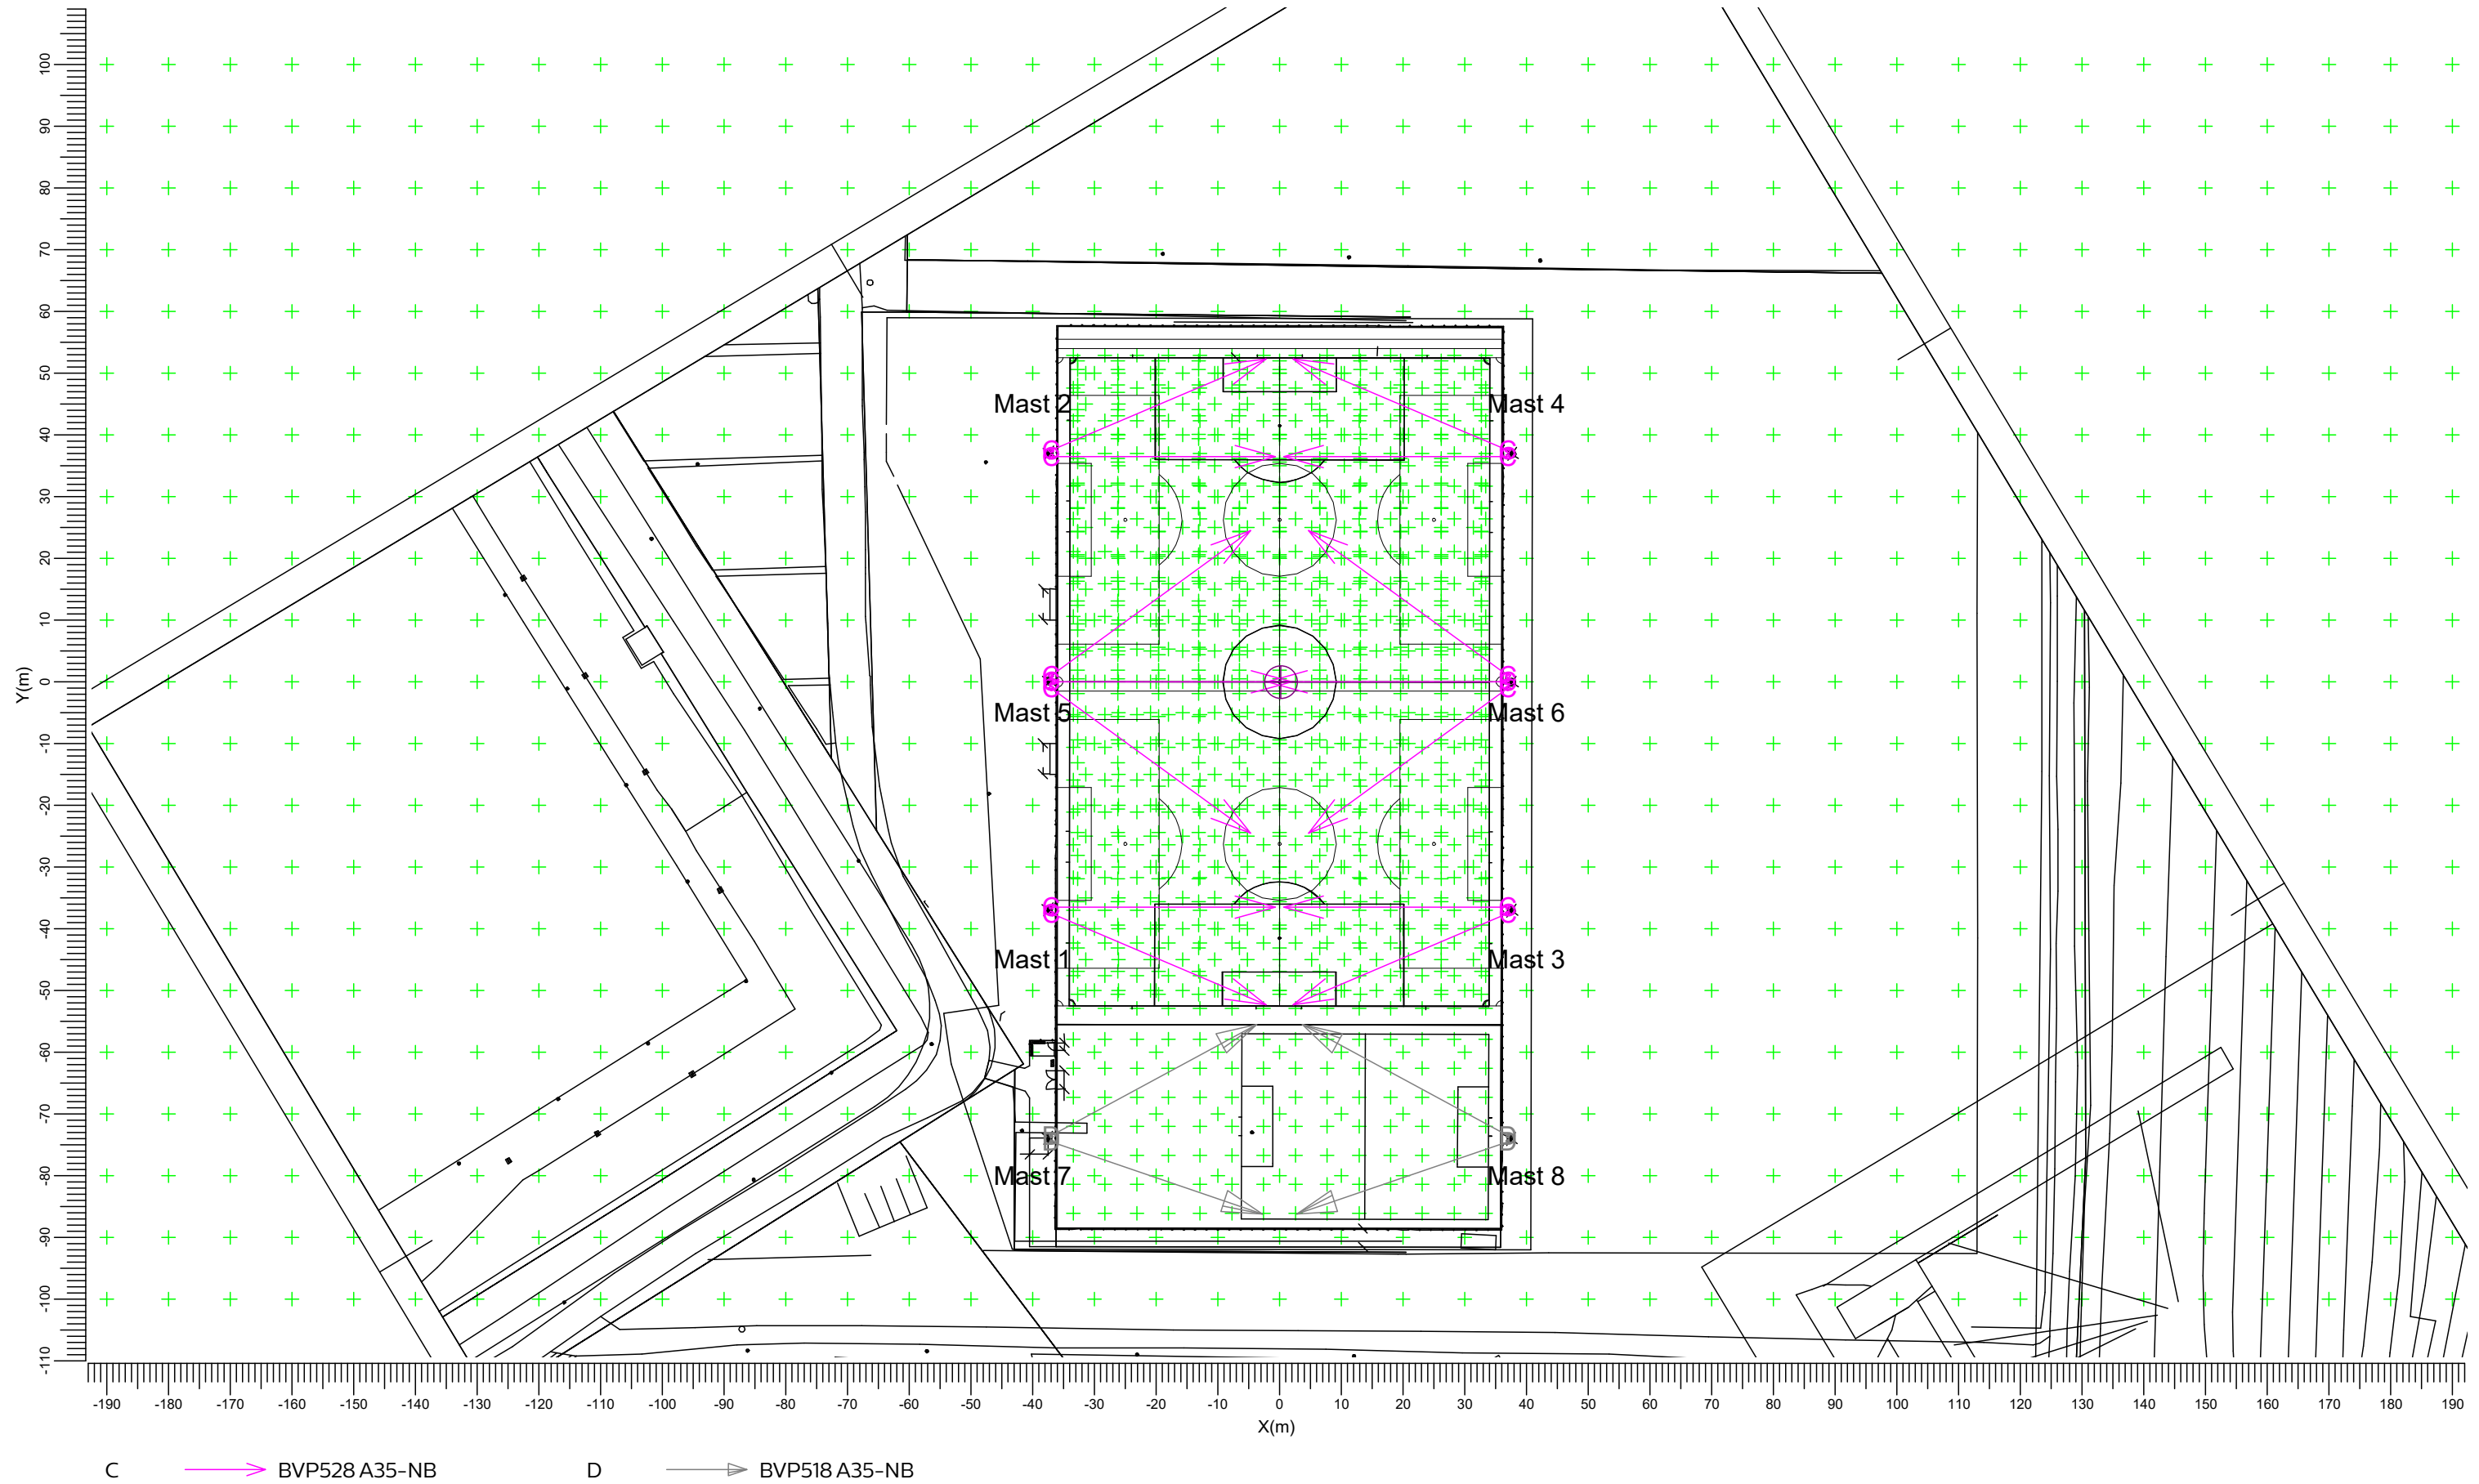 100
90
80
70
60
50
40
30
20
10
0
-10
-20
-30
-40
-50
-60
-70
-80
-90
-100
-110
Y(m)
Mast 2
Mast 4
C
C
C
C
C
C
C
C
C
C
Mast 5
Mast 6
C
C
C
C
Mast 1
Mast 3
D
D
D
D
Mast 7
Mast 8
-190 -180 -170 -160 -150 -140 -130 -120 -110 -100 -90 -80 -70 -60 -50 -40 -30 -20 -10 0 10 20 30 40 50 60 70 80 90 100 110 120 130 140 150 160 170 180 190
X(m)
C BVP528 A35-NB D BVP518 A35-NB